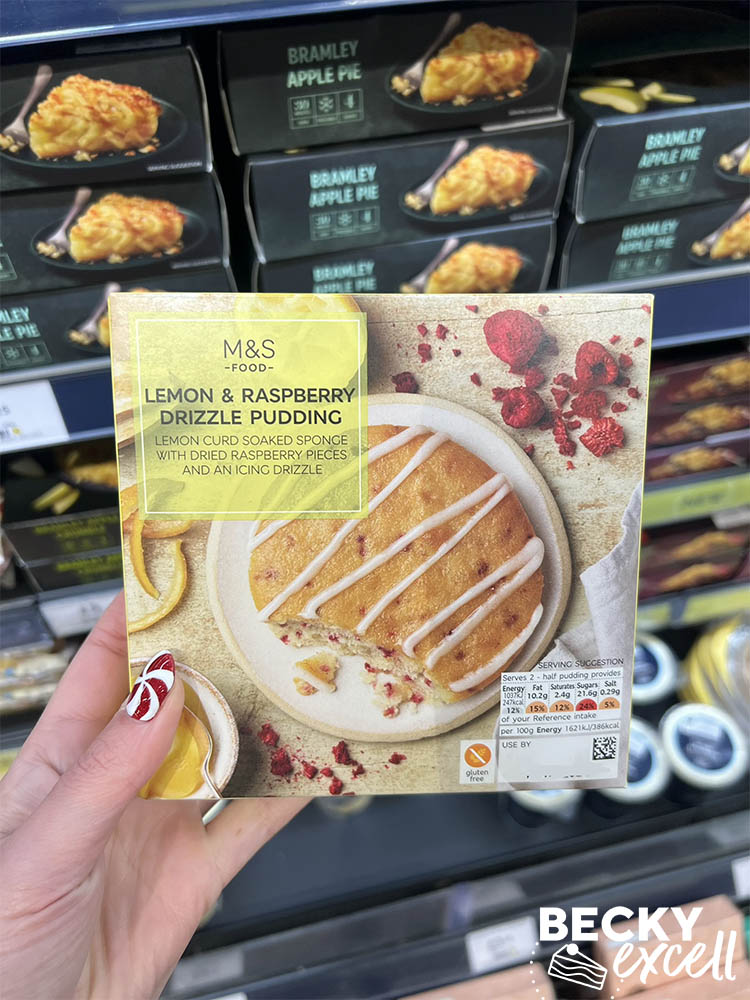 BRAMLEY
APPLE PIE
BRAMLEY
APPLE PIE
BRAMLEY
APPLE PIE
BRAMLEY
BRAMLEY
M&S
-FOOD-
LEMON & RASPBERRY
DRIZZLE PUDDING
LEMON CURD SOAKED SPONGE
WITH DRIED RASPBERRY PIECES
AND AN ICING DRIZZLE
SERVING SUGGESTION
Serves 2 - half pudding provides
Energy Fat Saturates Sugars Salt
1037kJ 10.2g 2.4g 21.6g 0.29g
247kcal
12% 15% 12% 24% 5%
of your Reference intake
per 100g Energy 1621kJ/386kcal
USE BY
gluten
free
BECKY
excell